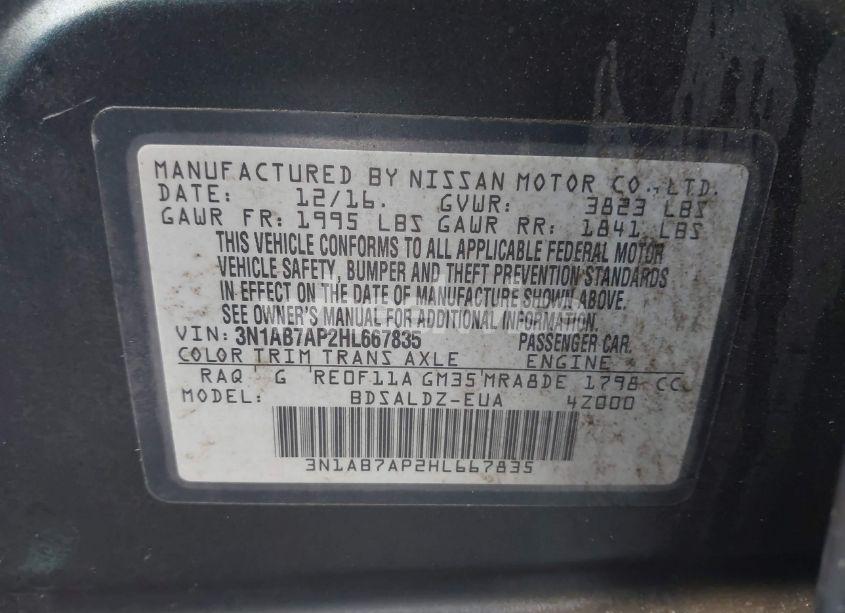 MANUFACTURED BY NISSAN MOTOR CO., LTD.
DATE: 12/16. GVWR: 3823 LBS
GAWR FR: 1995 LBS GAWR RR: 1841 LBS
THIS VEHICLE CONFORMS TO ALL APPLICABLE FEDERAL MOTOR
VEHICLE SAFETY, BUMPER AND THEFT PREVENTION STANDARDS
IN EFFECT ON THE DATE OF MANUFACTURE SHOWN ABOVE.
SEE OWNER'S MANUAL FOR ADDITIONAL INFORMATION.
VIN: 3N1AB7AP2HL667835 PASSENGER CAR.
COLOR TRIM TRANS AXLE ENGINE
RAQ G RE0F11A GM35 MRA8DE 1798 CC
MODEL: BDSALDZ-EUA 4Z000
3N1AB7AP2HL667835